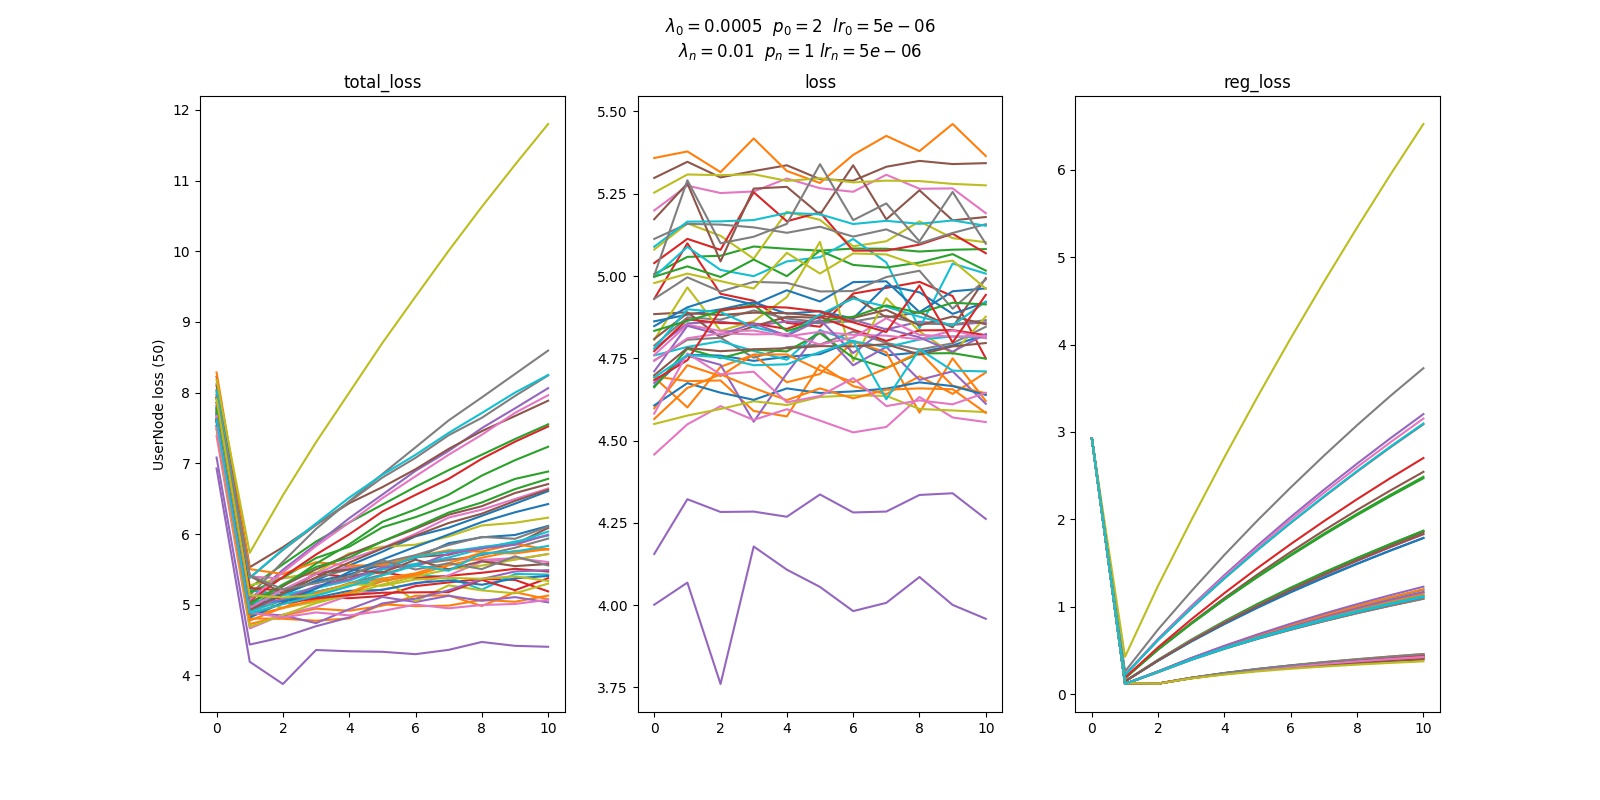 λ₀ = 0.0005 p₀ = 2 lr₀ = 5e − 06
λₙ = 0.01 pₙ = 1 lrₙ = 5e − 06
total_loss
loss
reg_loss
UserNode loss (50)
12
11
10
9
8
7
6
5
4
0 2 4 6 8 10
5.50
5.25
5.00
4.75
4.50
4.25
4.00
3.75
0 2 4 6 8 10
6
5
4
3
2
1
0
0 2 4 6 8 10